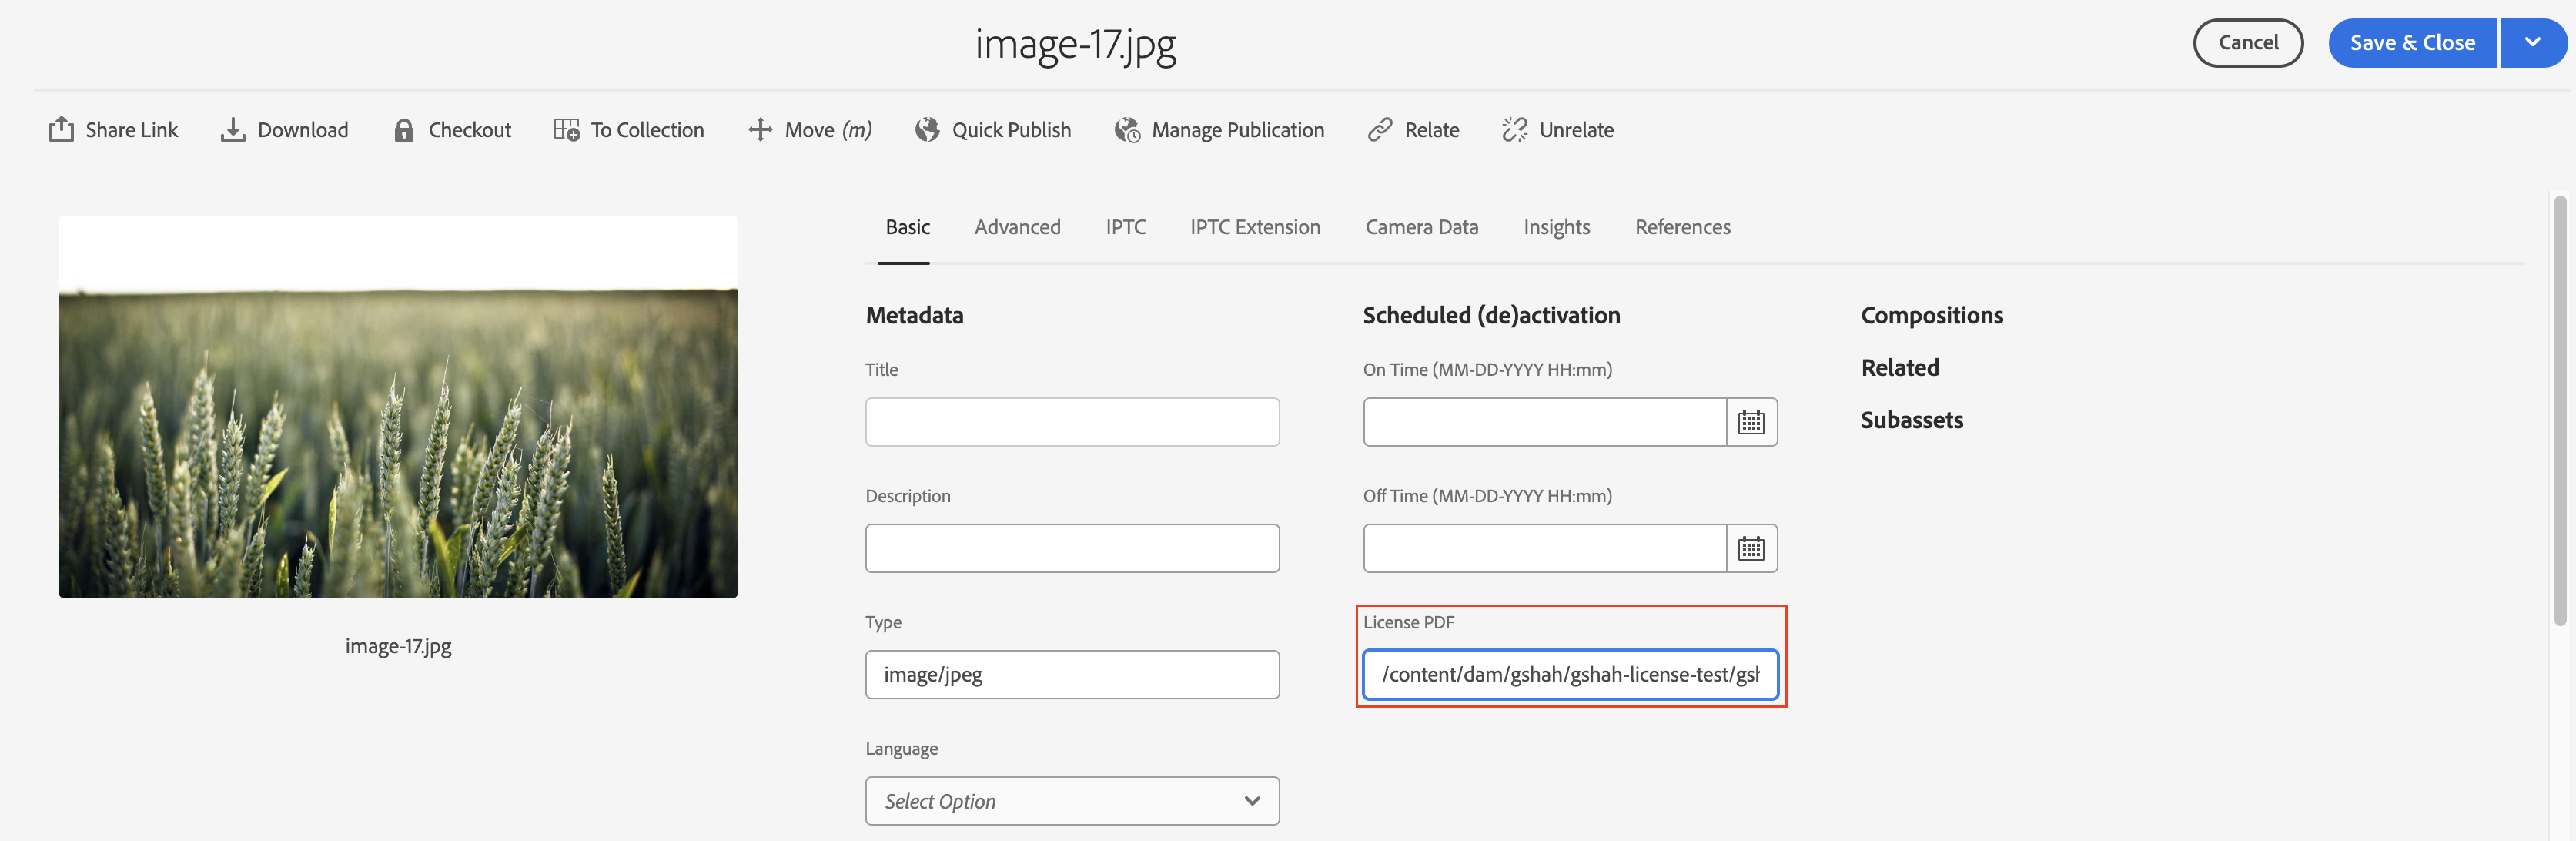 image-17.jpg
Cancel
Save & Close
Share Link
Download
Checkout
To Collection
Move (m)
Quick Publish
Manage Publication
Relate
Unrelate
Basic
Advanced
IPTC
IPTC Extension
Camera Data
Insights
References
image-17.jpg
Metadata
Title
Description
Type
image/jpeg
Language
Select Option
Scheduled (de)activation
On Time (MM-DD-YYYY HH:mm)
Off Time (MM-DD-YYYY HH:mm)
License PDF
/content/dam/gshah/gshah-license-test/gsh
Compositions
Related
Subassets